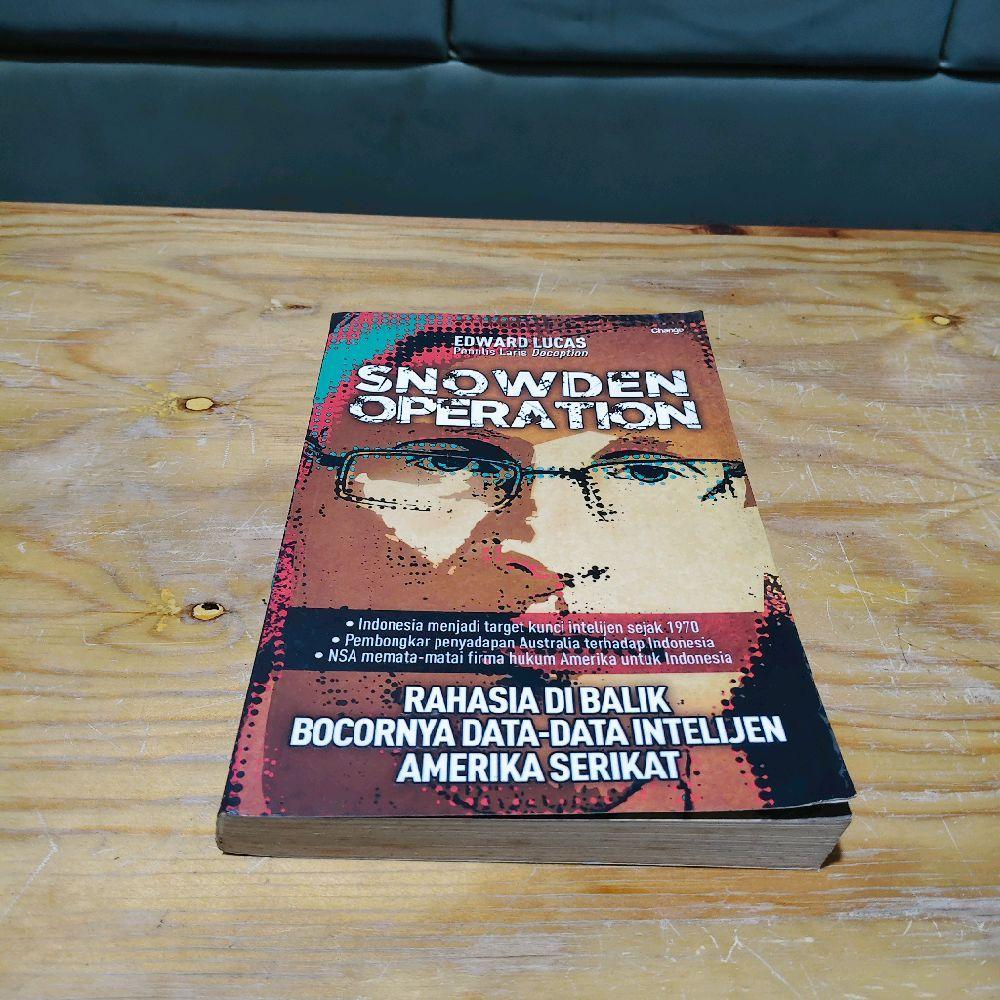 Change
EDWARD LUCAS
Penulis Laris Deception
SNOWDEN
OPERATION
• Indonesia menjadi target kunci intelijen sejak 1970
• Pembongkar penyadapan Australia terhadap Indonesia
• NSA memata-matai firma hukum Amerika untuk Indonesia
RAHASIA DI BALIK
BOCORNYA DATA-DATA INTELIJEN
AMERIKA SERIKAT